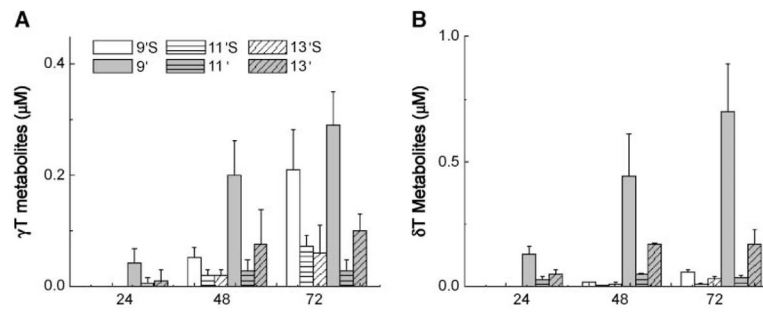 A
γT metabolites (μM)
0.4
0.2
0.0
9'S 11'S 13'S
9' 11' 13'
24 48 72
B
δT Metabolites (μM)
1.0
0.5
0.0
24 48 72